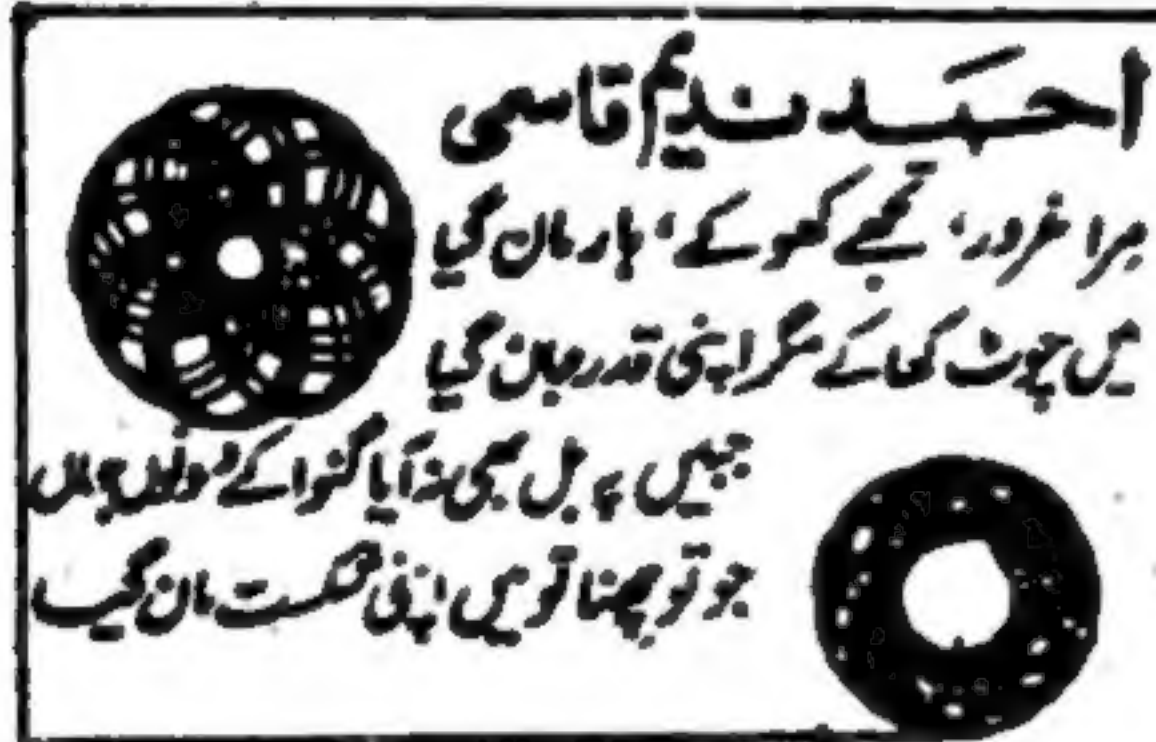 احمد ندیم قاسمی
مرا غرور، تجھے کھو کے، ہار مان گیا
میں چوٹ کھا کے مگر اپنی قدر جان گیا
جبیں پہ بل بھی نہ آیا گنوا کے دونوں جہاں
جو تو چھنا تو میں اپنی شکست مان گیا